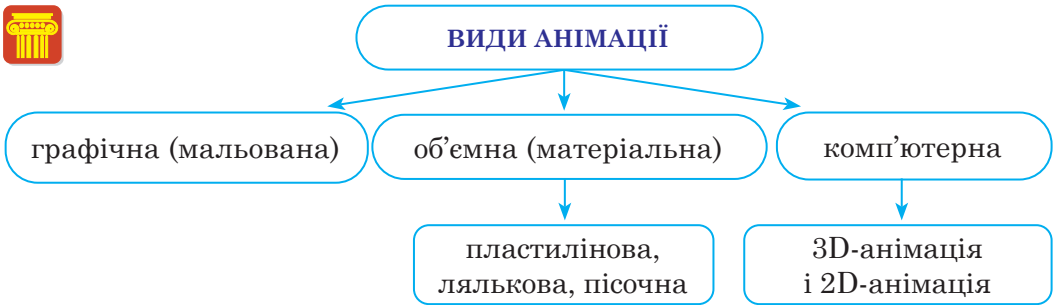 ВИДИ АНІМАЦІЇ
графічна (мальована)
об’ємна (матеріальна)
комп’ютерна
пластилінова,
лялькова, пісочна
3D-анімація
і 2D-анімація